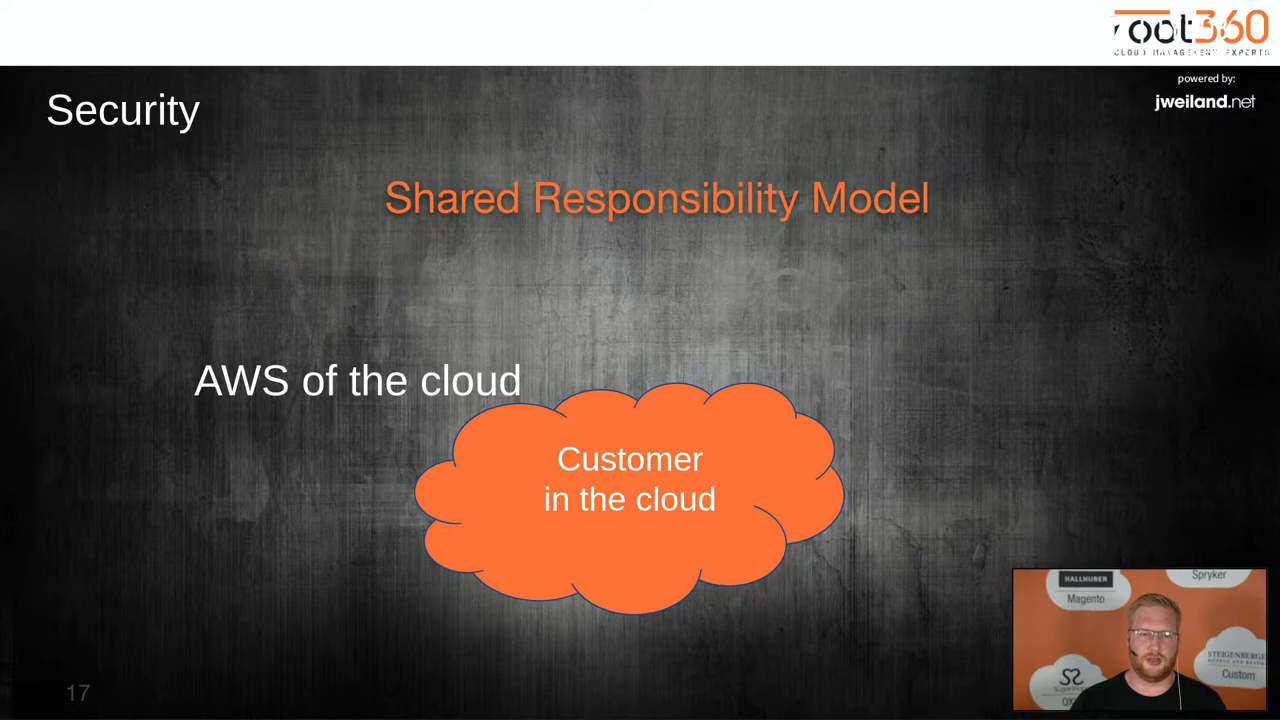 root360
CLOUD MANAGEMENT EXPERTS
powered by:
jweiland.net
Security
Shared Responsibility Model
AWS of the cloud
Customer
in the cloud
HALLHUBER
Magento
Spryker
STEIGENBERGER
Custom
17